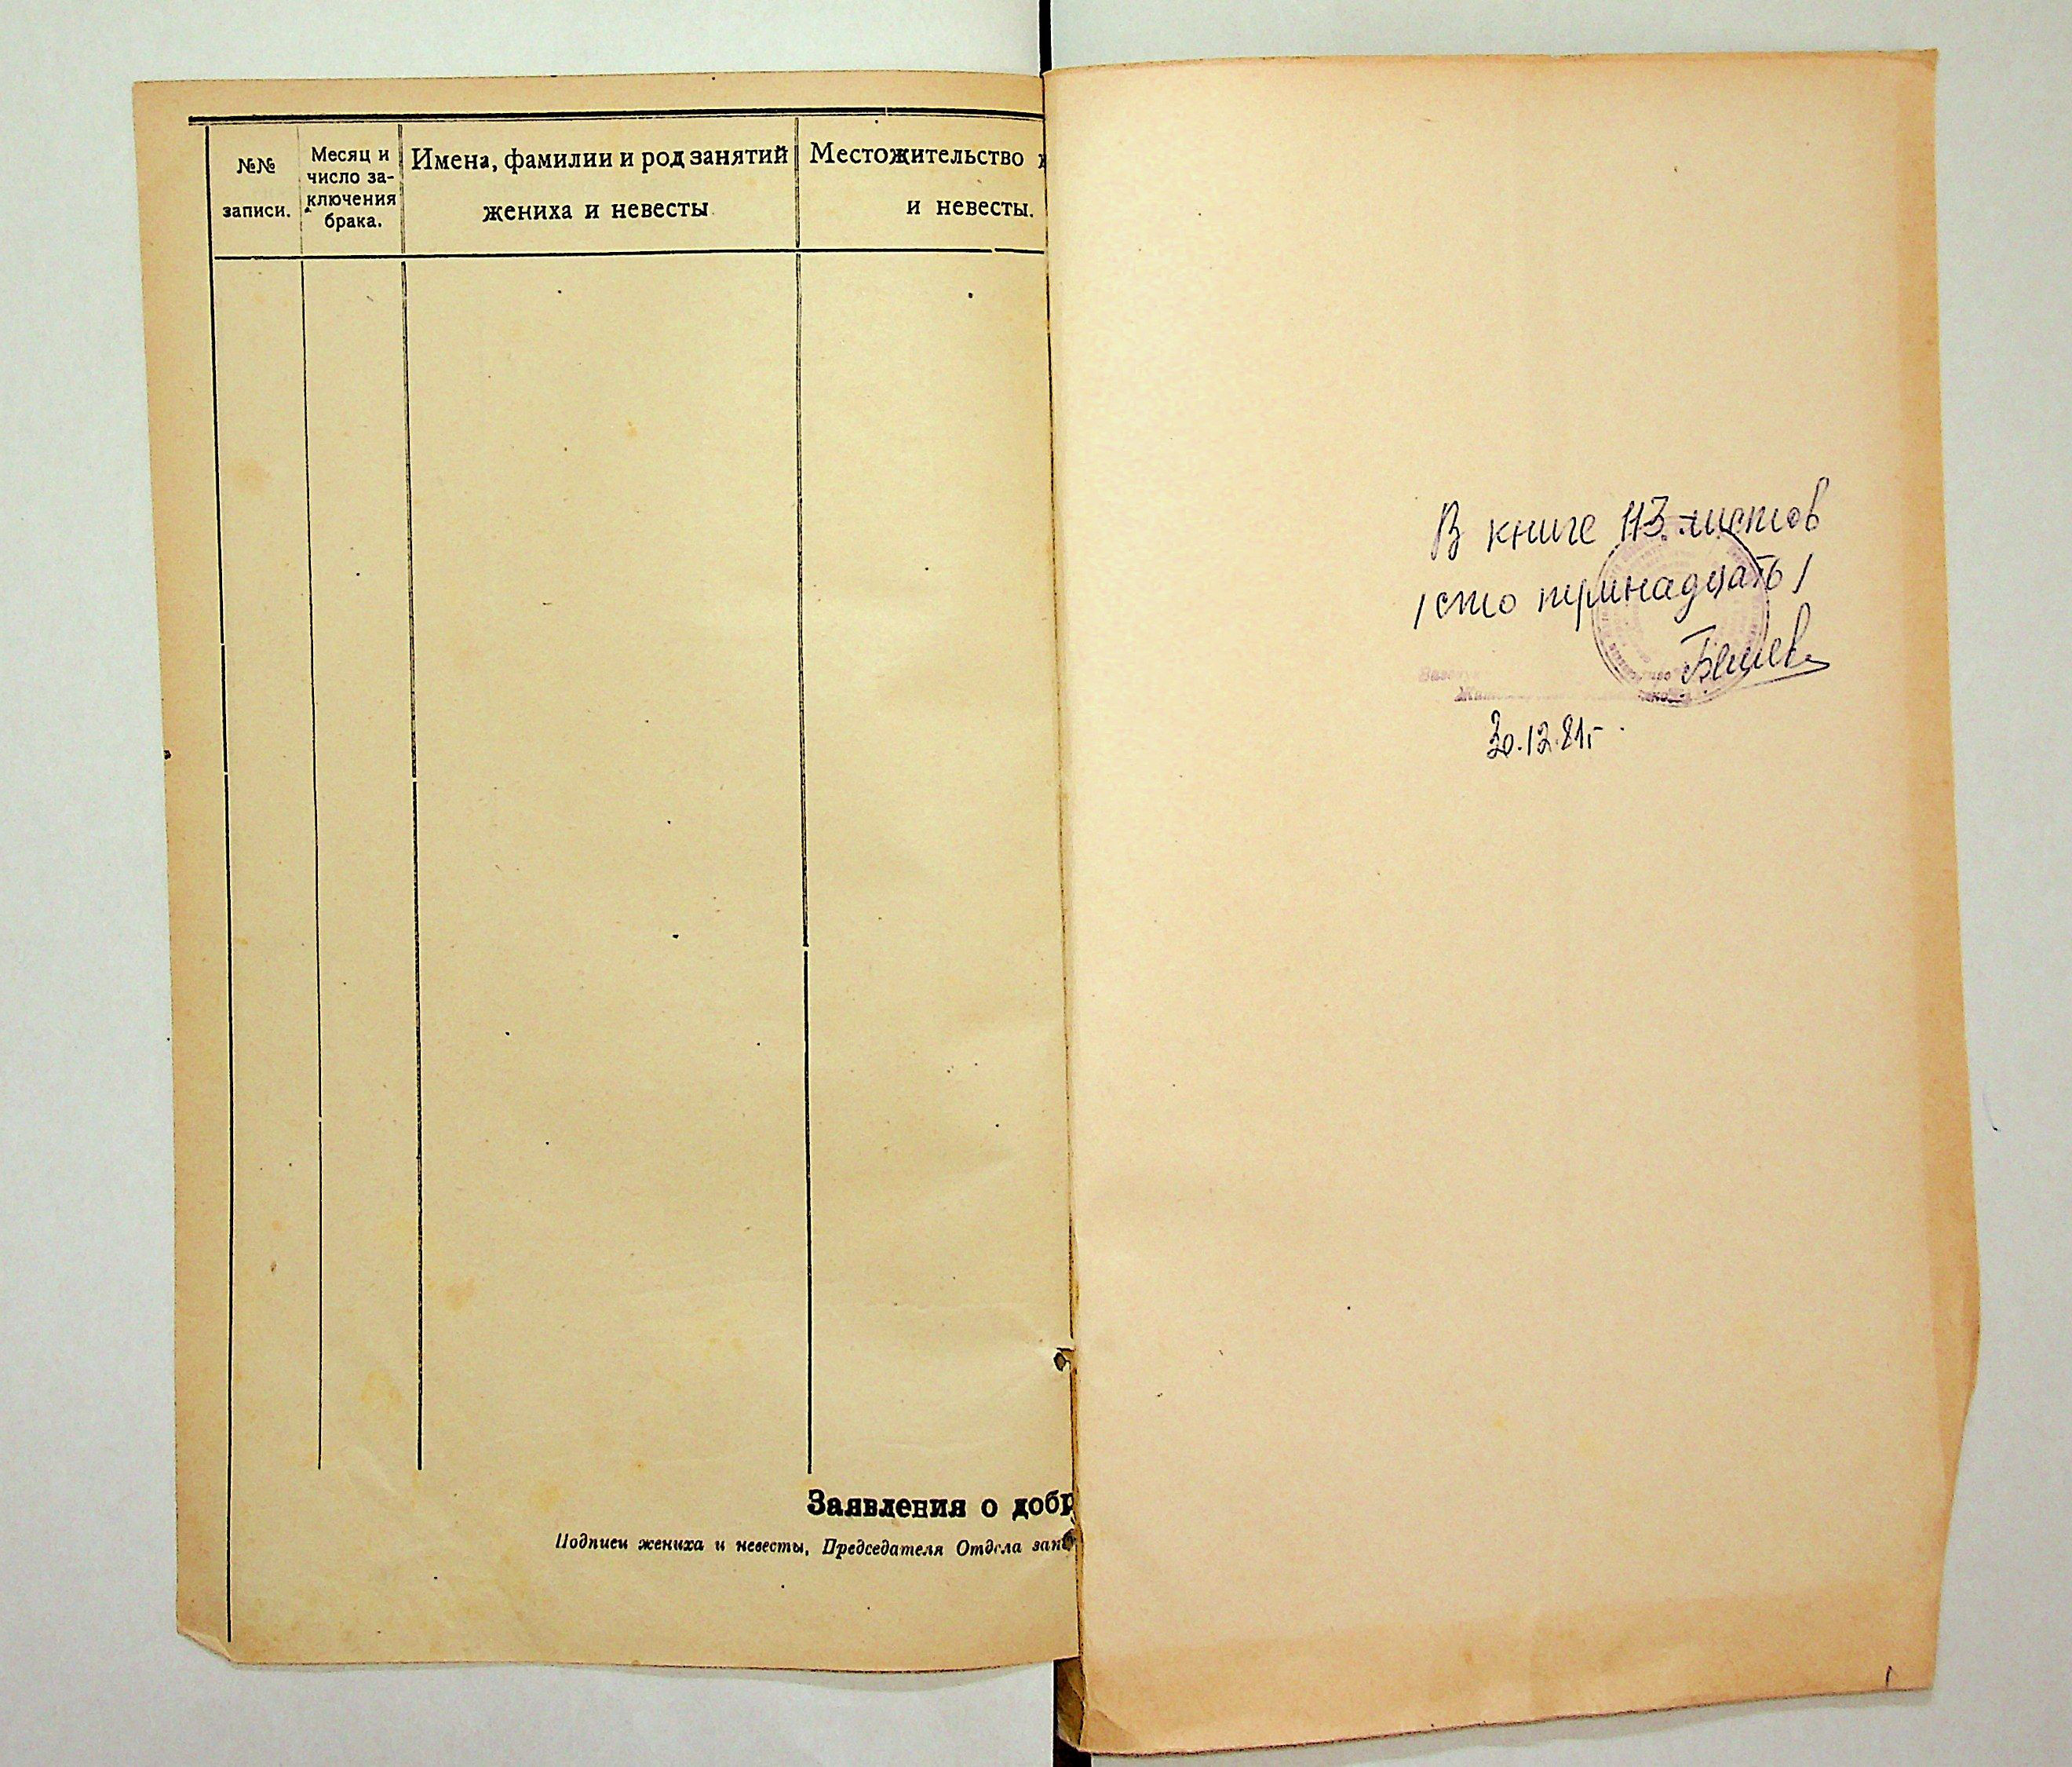 №№
записи.
Месяц и
число за-
ключения
брака.
Имена, фамилии и род занятий
жениха и невесты
Местожительство
и невесты.
Заявления о добр
Подписи жениха и невесты, Председателя Отдела зап
В книге 113 листов
/сто тринадцать/
30.12.81г.